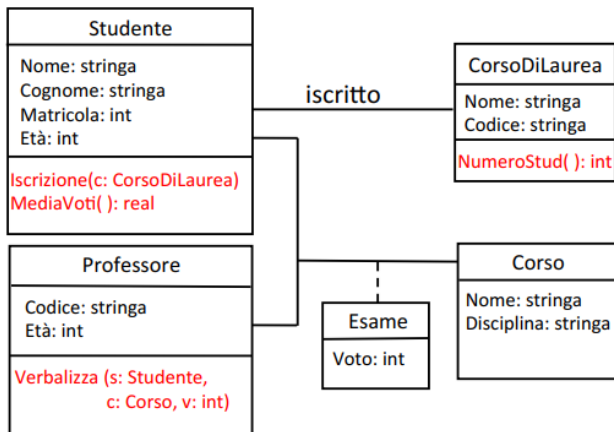 Studente
Nome: stringa
Cognome: stringa
Matricola: int
Età: int
Iscrizione(c: CorsoDiLaurea)
MediaVoti( ): real
iscritto
CorsoDiLaurea
Nome: stringa
Codice: stringa
NumeroStud( ): int
Professore
Codice: stringa
Età: int
Verbalizza (s: Studente,
c: Corso, v: int)
Esame
Voto: int
Corso
Nome: stringa
Disciplina: stringa